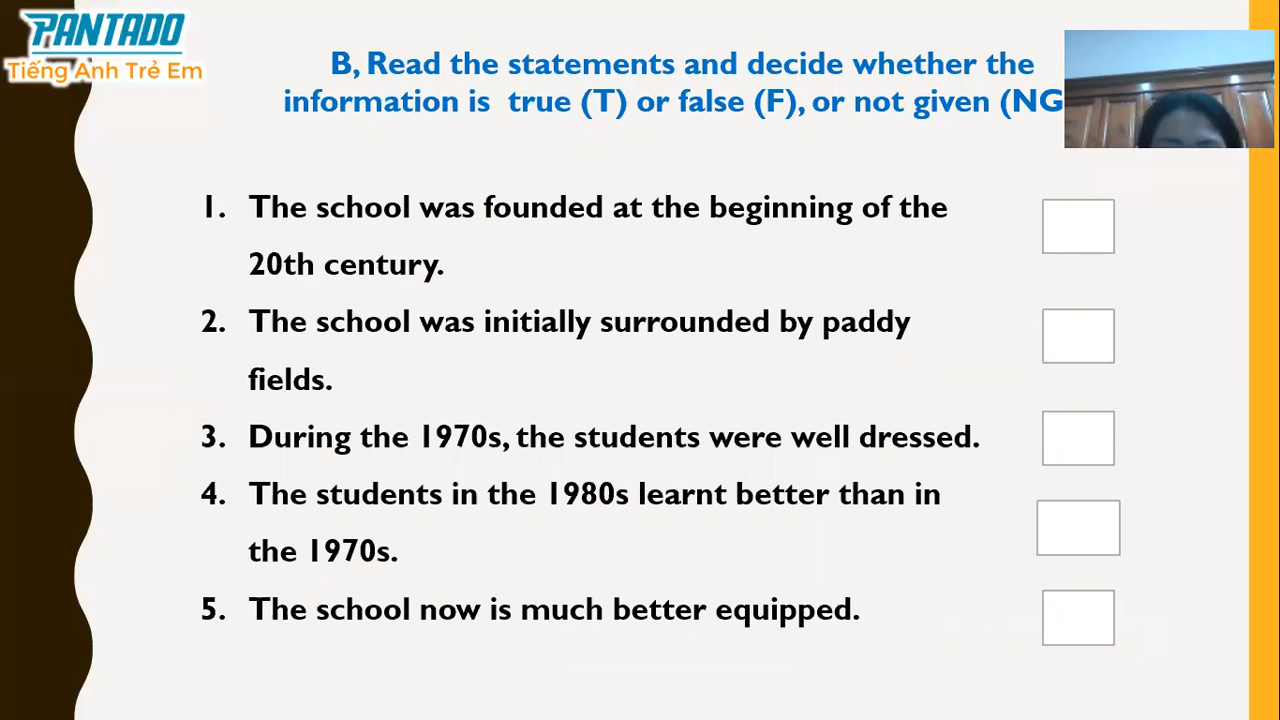 PANTADO
Tiếng Anh Trẻ Em
B, Read the statements and decide whether the
information is true (T) or false (F), or not given (NG
1. The school was founded at the beginning of the
20th century.
2. The school was initially surrounded by paddy
fields.
3. During the 1970s, the students were well dressed.
4. The students in the 1980s learnt better than in
the 1970s.
5. The school now is much better equipped.